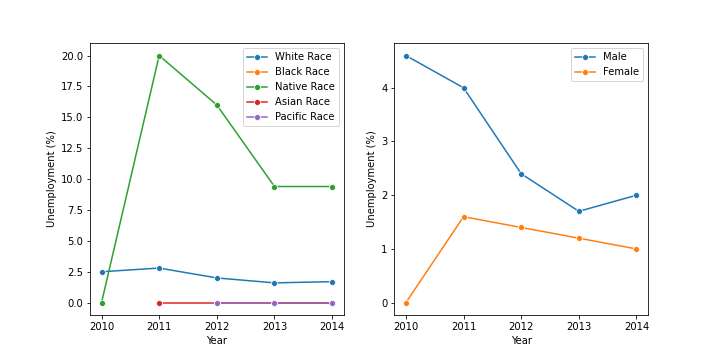 20.0
17.5
15.0
12.5
10.0
7.5
5.0
2.5
0.0
Unemployment (%)
2010 2011 2012 2013 2014
Year
White Race
Black Race
Native Race
Asian Race
Pacific Race
4
3
2
1
0
Unemployment (%)
2010 2011 2012 2013 2014
Year
Male
Female